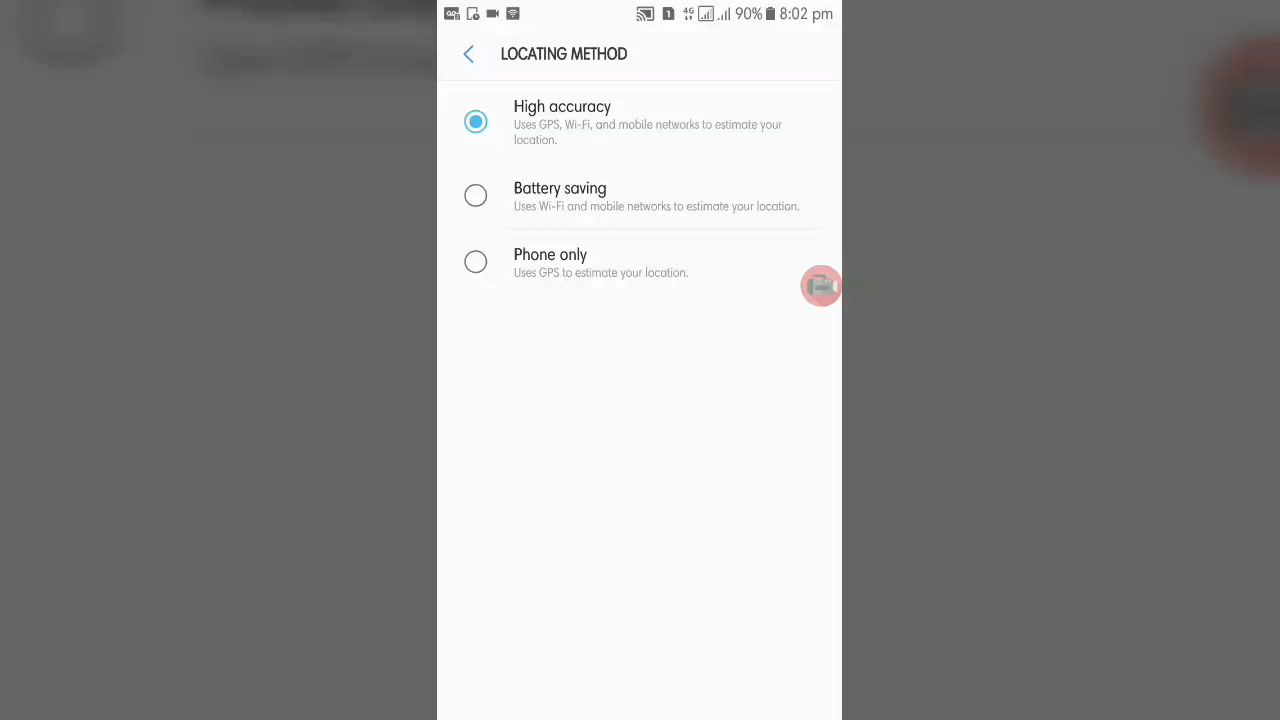 4G 90% 8:02 pm
LOCATING METHOD
High accuracy
Uses GPS, Wi-Fi, and mobile networks to estimate your
location.
Battery saving
Uses Wi-Fi and mobile networks to estimate your location.
Phone only
Uses GPS to estimate your location.